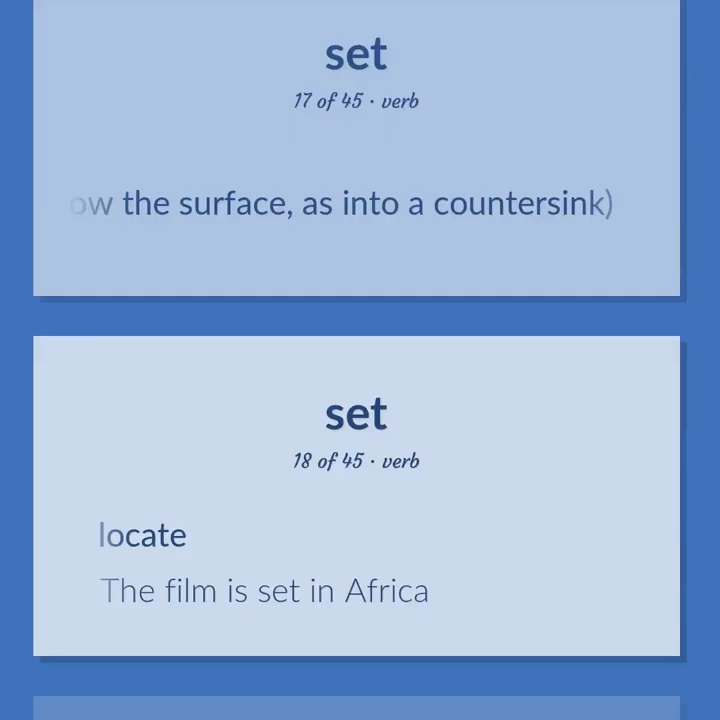 set
17 of 45 · verb
ow the surface, as into a countersink)
set
18 of 45 · verb
locate
The film is set in Africa